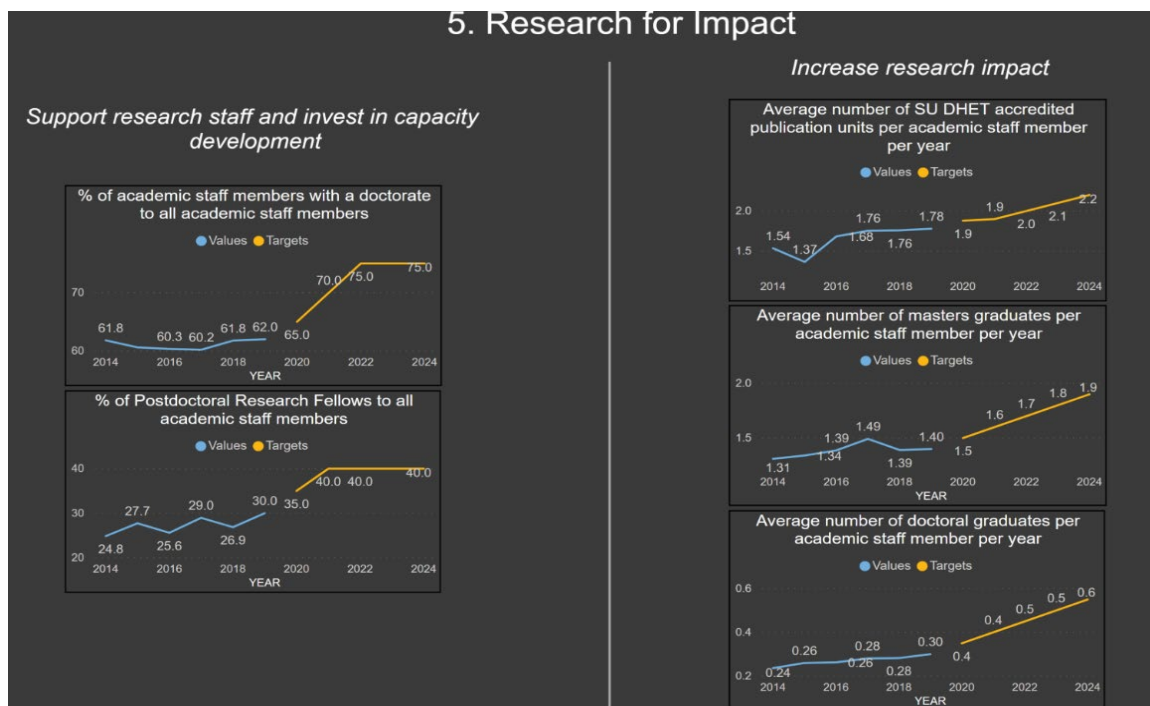 5. Research for Impact
Support research staff and invest in capacity
development
% of academic staff members with a doctorate
to all academic staff members
Values Targets
70
60
61.8
60.3
60.2
61.8
62.0
65.0
70.0
75.0
75.0
2014 2016 2018 2020 2022 2024
YEAR
% of Postdoctoral Research Fellows to all
academic staff members
Values Targets
40
30
20
24.8
27.7
25.6
29.0
26.9
30.0
35.0
40.0
40.0
40.0
2014 2016 2018 2020 2022 2024
YEAR
Increase research impact
Average number of SU DHET accredited
publication units per academic staff member
per year
Values Targets
2.0
1.5
1.54
1.37
1.68
1.76
1.76
1.78
1.9
1.9
2.0
2.1
2.2
2014 2016 2018 2020 2022 2024
Average number of masters graduates per
academic staff member per year
Values Targets
2.0
1.5
1.31
1.34
1.39
1.49
1.39
1.40
1.5
1.6
1.7
1.8
1.9
2014 2016 2018 2020 2022 2024
YEAR
Average number of doctoral graduates per
academic staff member per year
Values Targets
0.6
0.4
0.2
0.24
0.26
0.26
0.28
0.28
0.30
0.4
0.4
0.5
0.5
0.6
2014 2016 2018 2020 2022 2024
YEAR